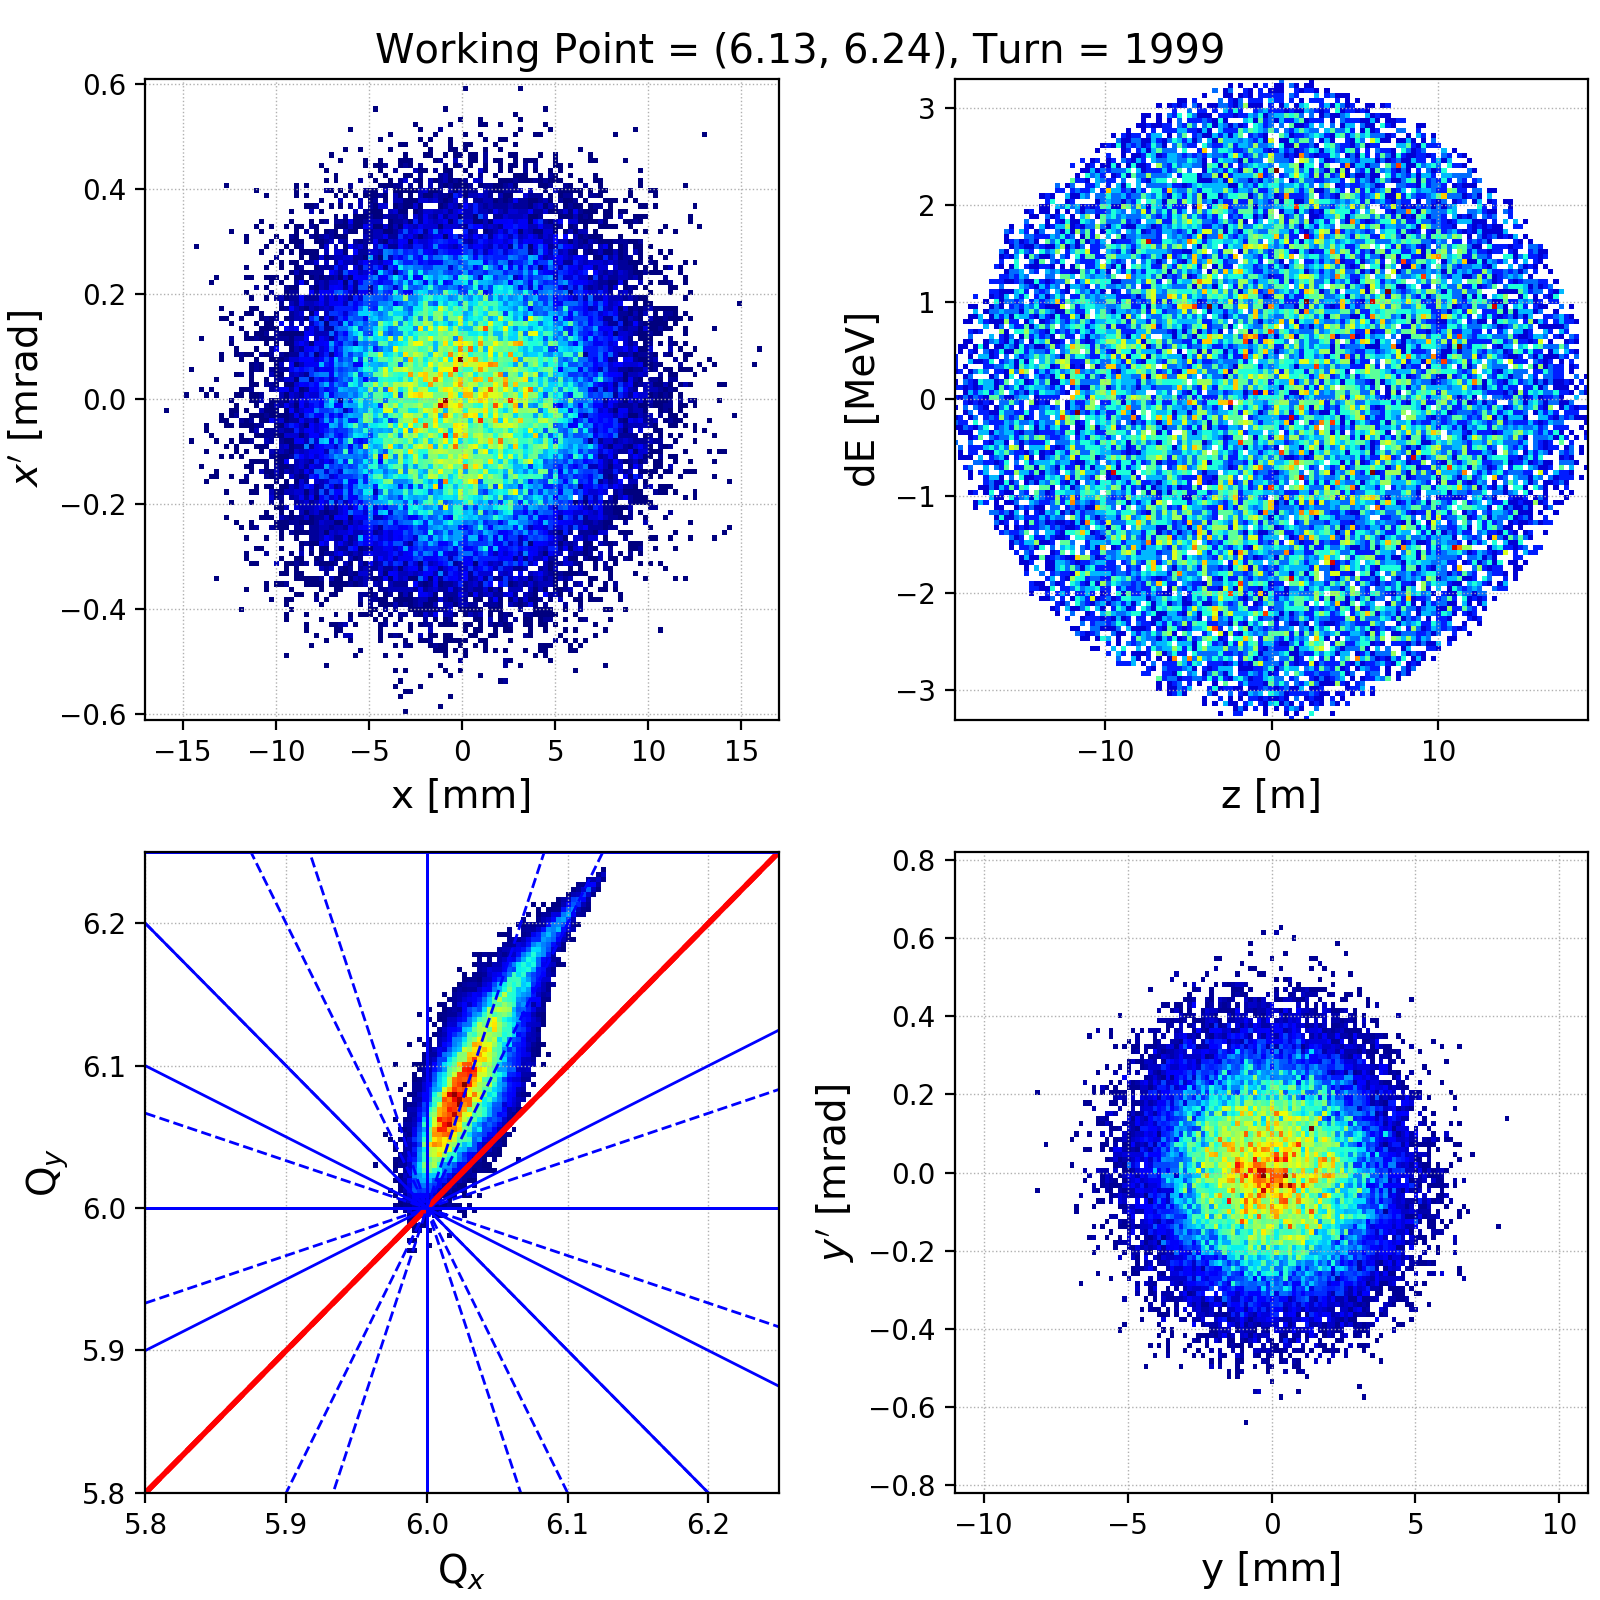 Working Point = (6.13, 6.24), Turn = 1999
0.6
0.4
0.2
0.0
−0.2
−0.4
−0.6
x′ [mrad]
−15 −10 −5 0 5 10 15
x [mm]
3
2
1
0
−1
−2
−3
dE [MeV]
−10 0 10
z [m]
6.2
6.1
6.0
5.9
5.8
Qy
5.8 5.9 6.0 6.1 6.2
Qx
0.8
0.6
0.4
0.2
0.0
−0.2
−0.4
−0.6
−0.8
y′ [mrad]
−10 −5 0 5 10
y [mm]